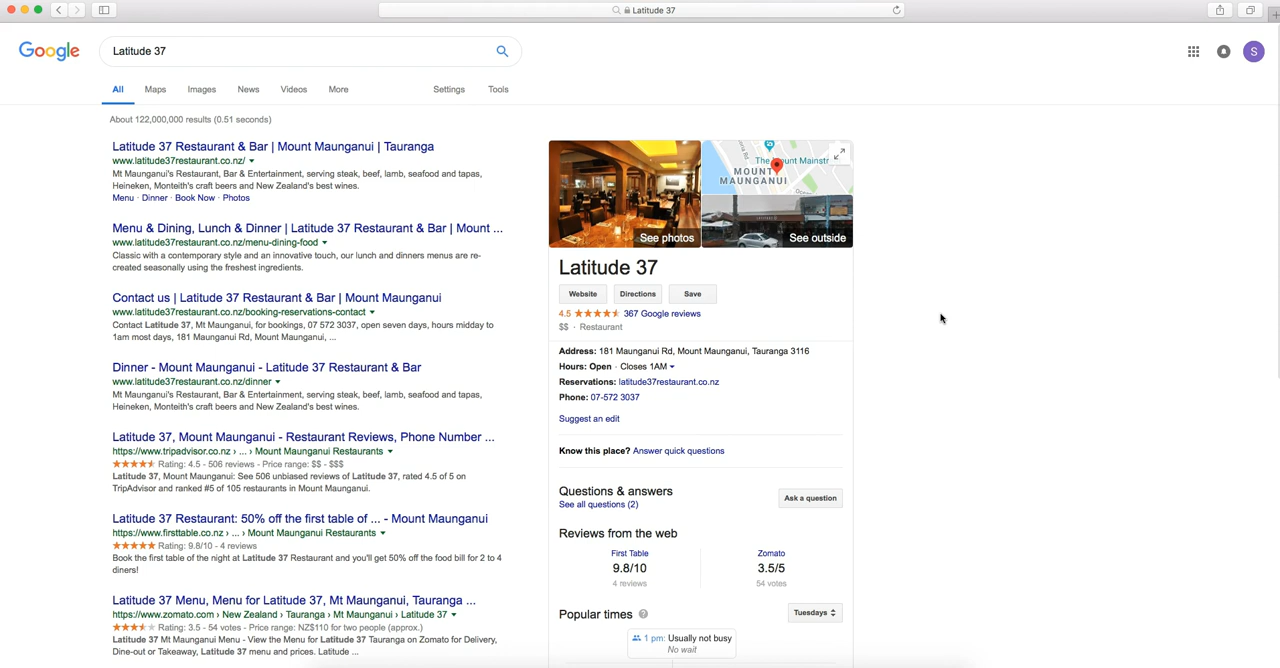 Latitude 37
Google
Latitude 37
S
All Maps Images News Videos More Settings Tools
About 122,000,000 results (0.51 seconds)
Latitude 37 Restaurant & Bar | Mount Maunganui | Tauranga
www.latitude37restaurant.co.nz/
Mt Maunganui's Restaurant, Bar & Entertainment, serving steak, beef, lamb, seafood and tapas,
Heineken, Monteith's craft beers and New Zealand's best wines.
Menu · Dinner · Book Now · Photos
Menu & Dining, Lunch & Dinner | Latitude 37 Restaurant & Bar | Mount ...
www.latitude37restaurant.co.nz/menu-dining-food
Classic with a contemporary style and an innovative touch, our lunch and dinners menus are re-
created seasonally using the freshest ingredients.
Contact us | Latitude 37 Restaurant & Bar | Mount Maunganui
www.latitude37restaurant.co.nz/booking-reservations-contact
Contact Latitude 37, Mt Maunganui, for bookings, 07 572 3037, open seven days, hours midday to
1am most days, 181 Maunganui Rd, Mount Maunganui, ...
Dinner - Mount Maunganui - Latitude 37 Restaurant & Bar
www.latitude37restaurant.co.nz/dinner
Mt Maunganui's Restaurant, Bar & Entertainment, serving steak, beef, lamb, seafood and tapas,
Heineken, Monteith's craft beers and New Zealand's best wines.
Latitude 37, Mount Maunganui - Restaurant Reviews, Phone Number ...
https://www.tripadvisor.co.nz › ... › Mount Maunganui Restaurants
Rating: 4.5 - 506 reviews - Price range: $$ - $$$
Latitude 37, Mount Maunganui: See 506 unbiased reviews of Latitude 37, rated 4.5 of 5 on
TripAdvisor and ranked #5 of 105 restaurants in Mount Maunganui.
Latitude 37 Restaurant: 50% off the first table of ... - Mount Maunganui
https://www.firsttable.co.nz › ... › Mount Maunganui Restaurants
Rating: 9.8/10 - 4 reviews
Book the first table of the night at Latitude 37 Restaurant and you'll get 50% off the food bill for 2 to 4
diners!
Latitude 37 Menu, Menu for Latitude 37, Mt Maunganui, Tauranga ...
https://www.zomato.com › New Zealand › Tauranga › Mt Maunganui › Latitude 37
Rating: 3.5 - 54 votes - Price range: NZ$110 for two people (approx.)
Latitude 37 Mt Maunganui Menu - View the Menu for Latitude 37 Tauranga on Zomato for Delivery,
Dine-out or Takeaway, Latitude 37 menu and prices. Latitude ...
The Mount Mainstr
MOUNT
MAUNGANUI
See photos
See outside
Latitude 37
Website Directions Save
4.5 367 Google reviews
$$ · Restaurant
Address: 181 Maunganui Rd, Mount Maunganui, Tauranga 3116
Hours: Open · Closes 1AM
Reservations: latitude37restaurant.co.nz
Phone: 07-572 3037
Suggest an edit
Know this place? Answer quick questions
Questions & answers
See all questions (2)
Ask a question
Reviews from the web
First Table Zomato
9.8/10 3.5/5
4 reviews 54 votes
Popular times ? Tuesdays
1 pm: Usually not busy
No wait